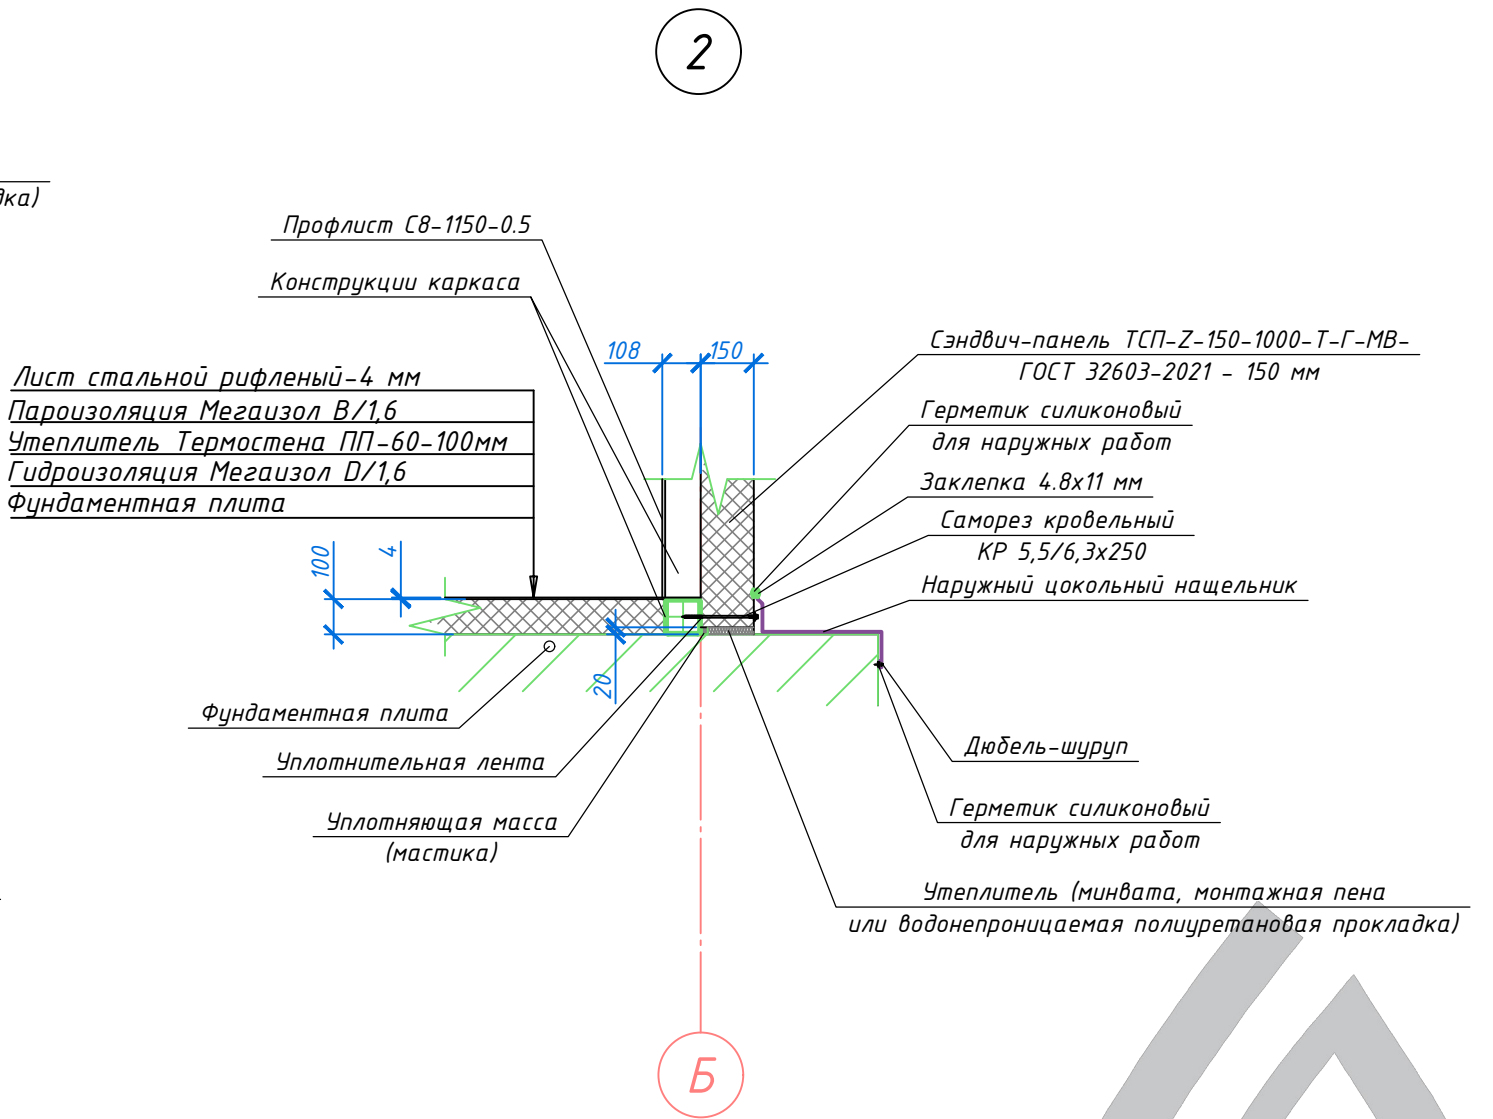 2
дка)
Профлист С8-1150-0.5
Конструкции каркаса
Лист стальной рифленый-4 мм
Пароизоляция Мегаизол В/1,6
Утеплитель Термостена ПП-60-100мм
Гидроизоляция Мегаизол D/1,6
Фундаментная плита
108
150
100
4
20
Сэндвич-панель ТСП-Z-150-1000-Т-Г-МВ-
ГОСТ 32603-2021 - 150 мм
Герметик силиконовый
для наружных работ
Заклепка 4.8х11 мм
Саморез кровельный
КР 5,5/6,3х250
Наружный цокольный нащельник
Фундаментная плита
Уплотнительная лента
Уплотняющая масса
(мастика)
Дюбель-шуруп
Герметик силиконовый
для наружных работ
Утеплитель (минвата, монтажная пена
или водонепроницаемая полиуретановая прокладка)
Б